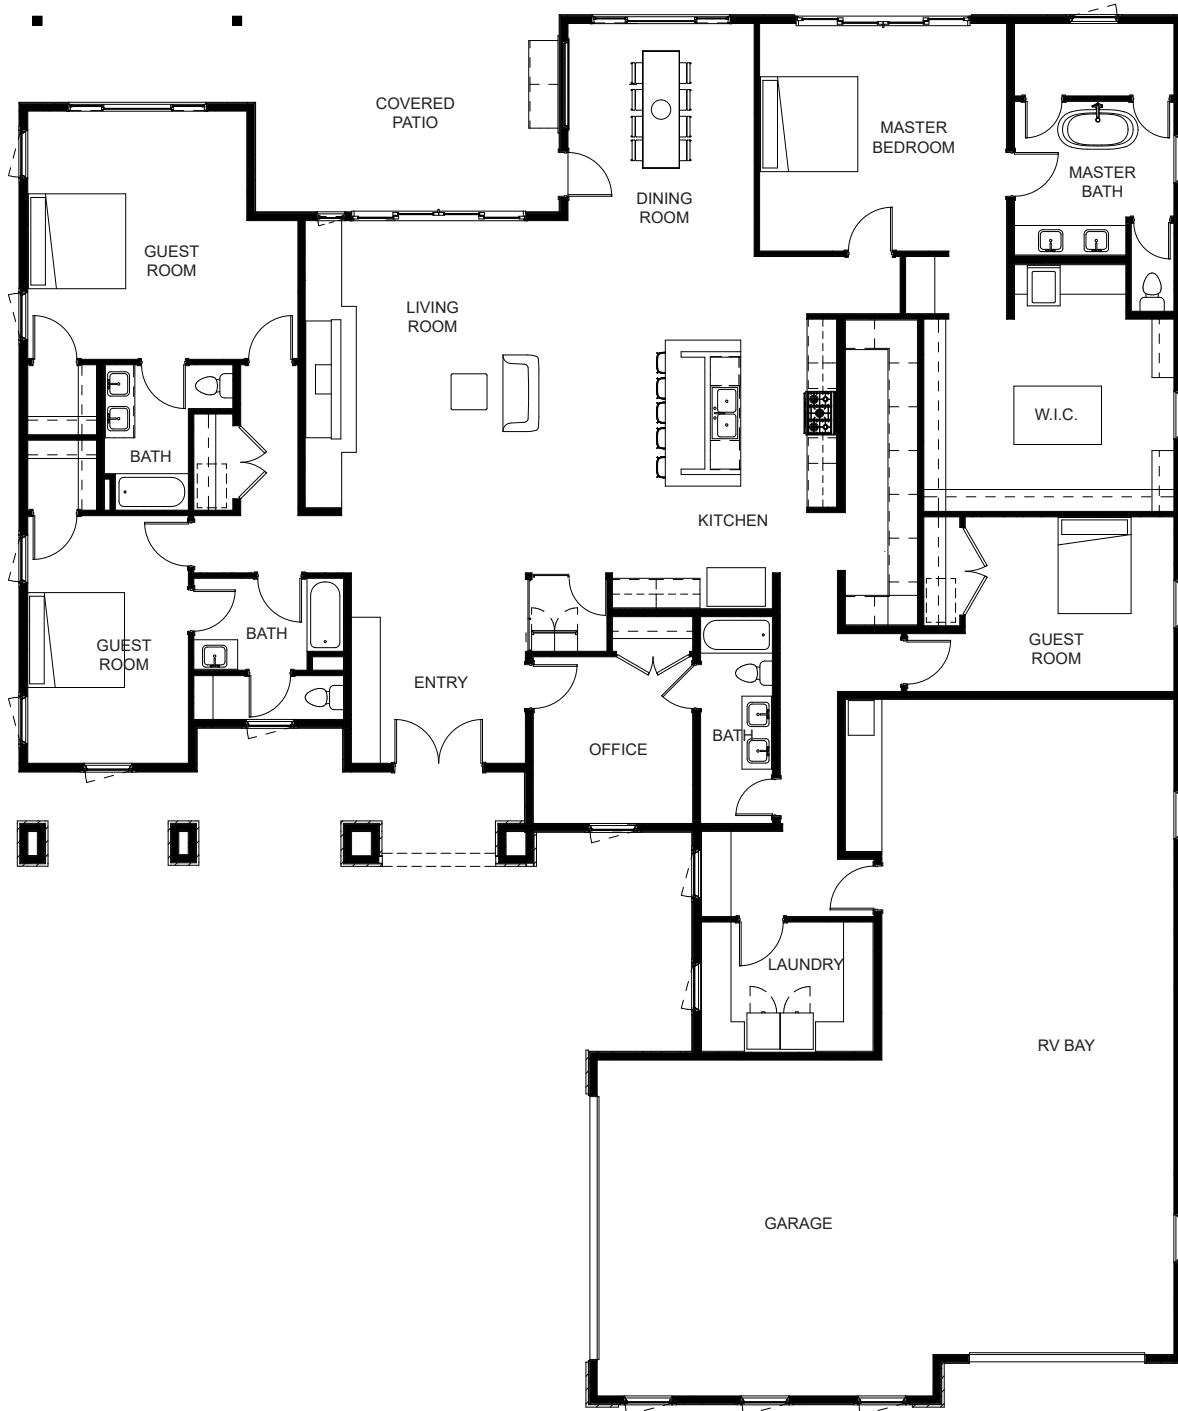 COVERED
PATIO
MASTER
BEDROOM
MASTER
BATH
DINING
ROOM
GUEST
ROOM
LIVING
ROOM
W.I.C.
BATH
KITCHEN
BATH
GUEST
ROOM
GUEST
ROOM
ENTRY
OFFICE
BATH
LAUNDRY
RV BAY
GARAGE